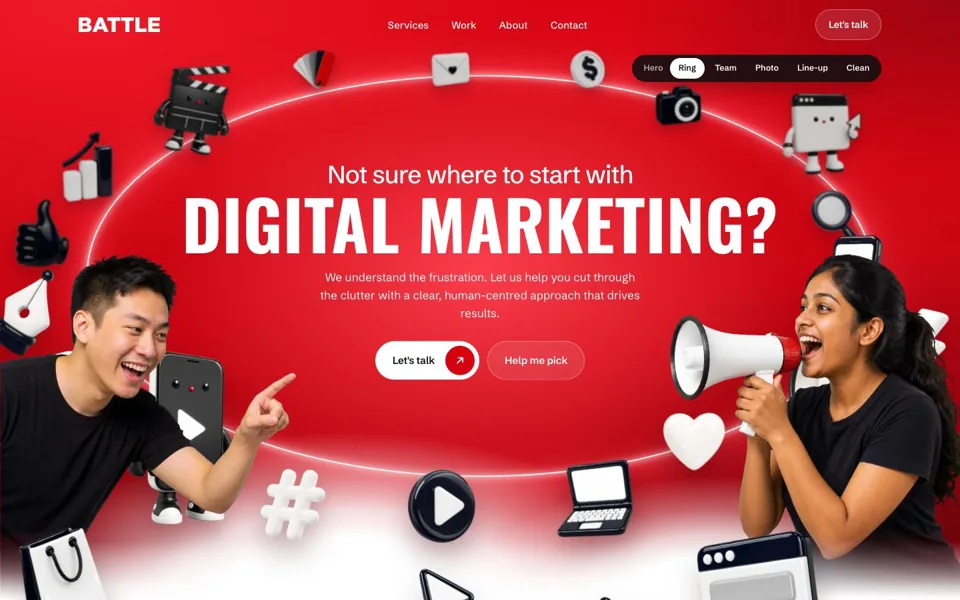 BATTLE
Services Work About Contact
Let's talk
Hero Ring Team Photo Line-up Clean
Not sure where to start with
DIGITAL MARKETING?
We understand the frustration. Let us help you cut through
the clutter with a clear, human-centred approach that drives
results.
Let's talk
Help me pick